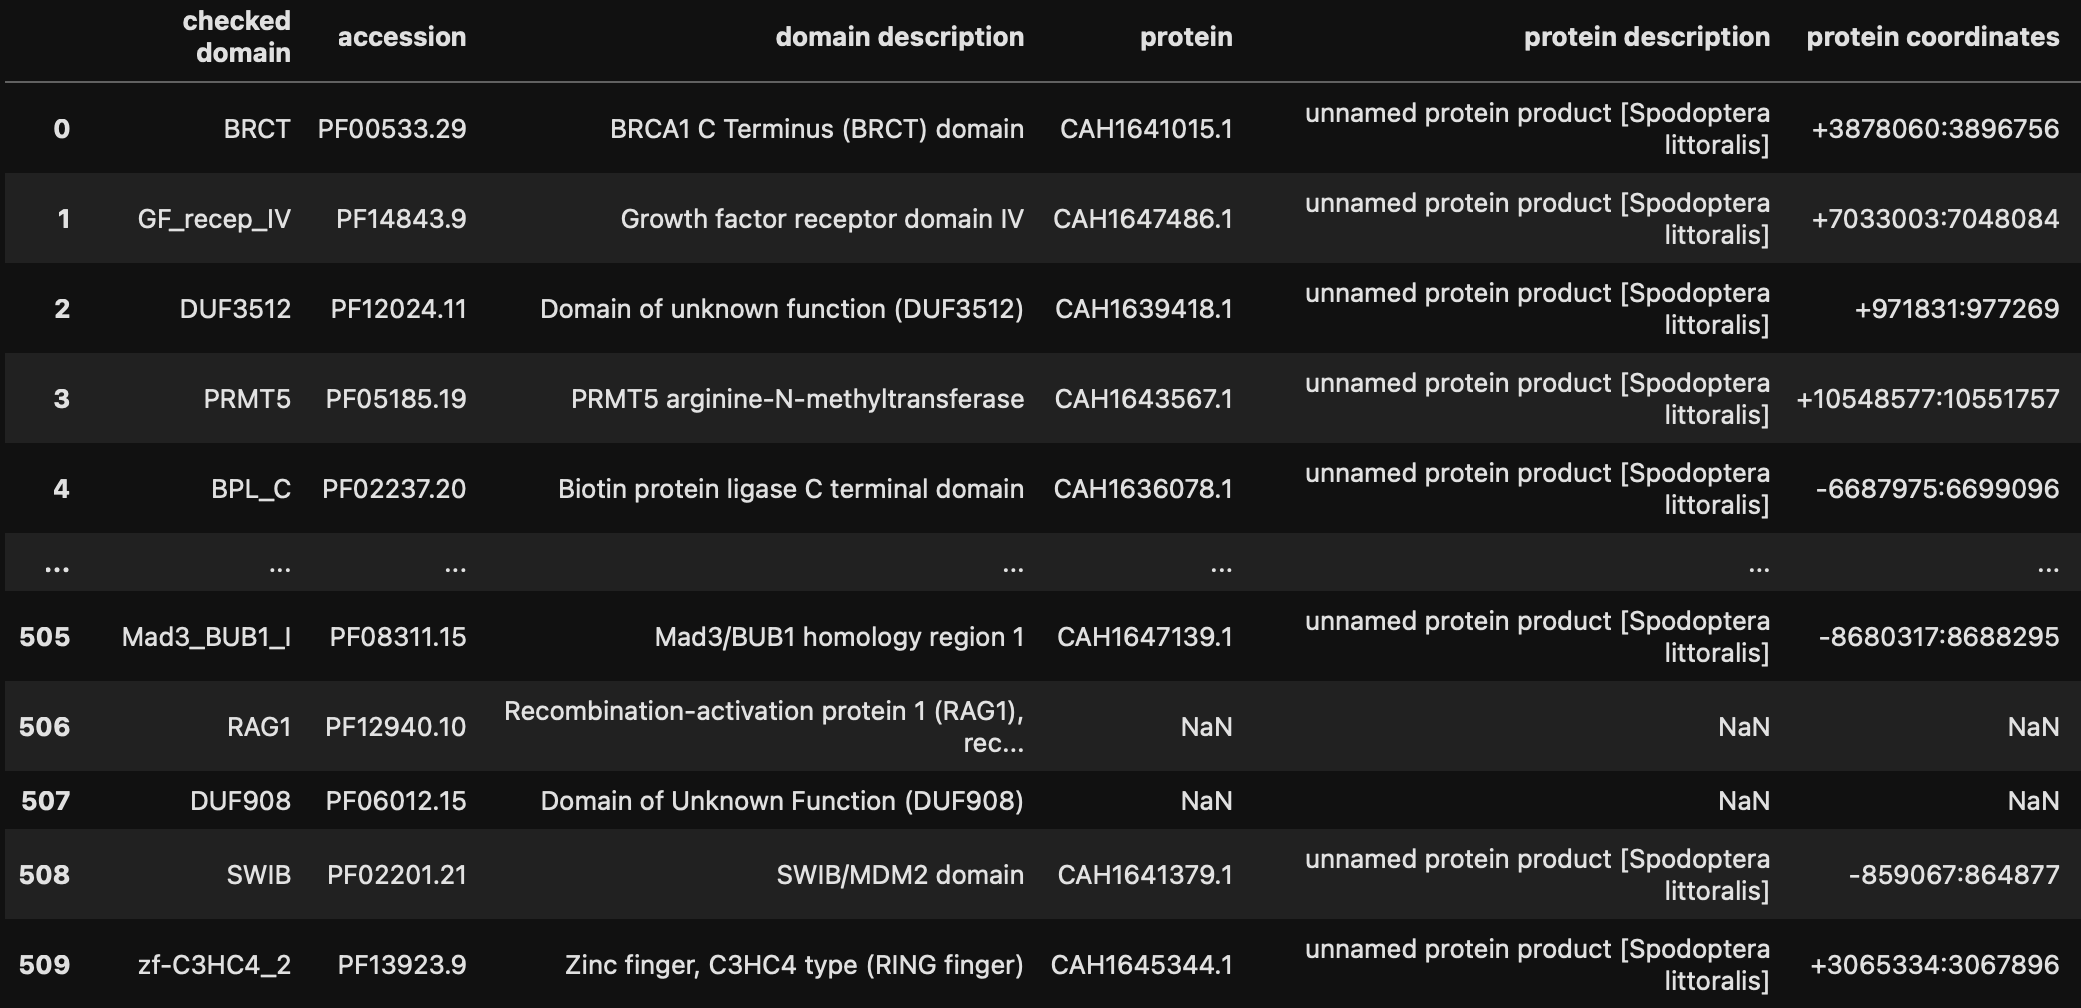 checked domain accession domain description protein protein description protein coordinates
0 BRCT PF00533.29 BRCA1 C Terminus (BRCT) domain CAH1641015.1 unnamed protein product [Spodoptera littoralis] +3878060:3896756
1 GF_recep_IV PF14843.9 Growth factor receptor domain IV CAH1647486.1 unnamed protein product [Spodoptera littoralis] +7033003:7048084
2 DUF3512 PF12024.11 Domain of unknown function (DUF3512) CAH1639418.1 unnamed protein product [Spodoptera littoralis] +971831:977269
3 PRMT5 PF05185.19 PRMT5 arginine-N-methyltransferase CAH1643567.1 unnamed protein product [Spodoptera littoralis] +10548577:10551757
4 BPL_C PF02237.20 Biotin protein ligase C terminal domain CAH1636078.1 unnamed protein product [Spodoptera littoralis] -6687975:6699096
... ... ... ... ... ... ...
505 Mad3_BUB1_I PF08311.15 Mad3/BUB1 homology region 1 CAH1647139.1 unnamed protein product [Spodoptera littoralis] -8680317:8688295
506 RAG1 PF12940.10 Recombination-activation protein 1 (RAG1), rec... NaN NaN NaN
507 DUF908 PF06012.15 Domain of Unknown Function (DUF908) NaN NaN NaN
508 SWIB PF02201.21 SWIB/MDM2 domain CAH1641379.1 unnamed protein product [Spodoptera littoralis] -859067:864877
509 zf-C3HC4_2 PF13923.9 Zinc finger, C3HC4 type (RING finger) CAH1645344.1 unnamed protein product [Spodoptera littoralis] +3065334:3067896